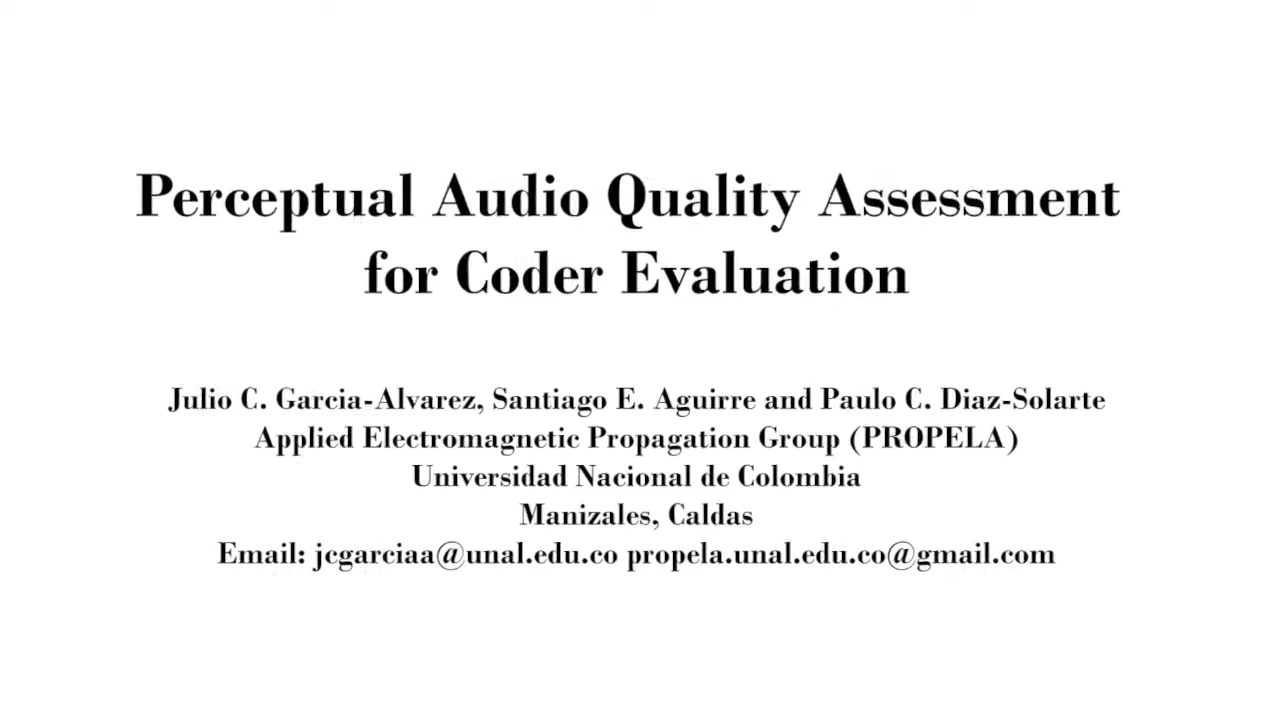 Perceptual Audio Quality Assessment
for Coder Evaluation
Julio C. Garcia-Alvarez, Santiago E. Aguirre and Paulo C. Diaz-Solarte
Applied Electromagnetic Propagation Group (PROPELA)
Universidad Nacional de Colombia
Manizales, Caldas
Email: jcgarciaa@unal.edu.co propela.unal.edu.co@gmail.com